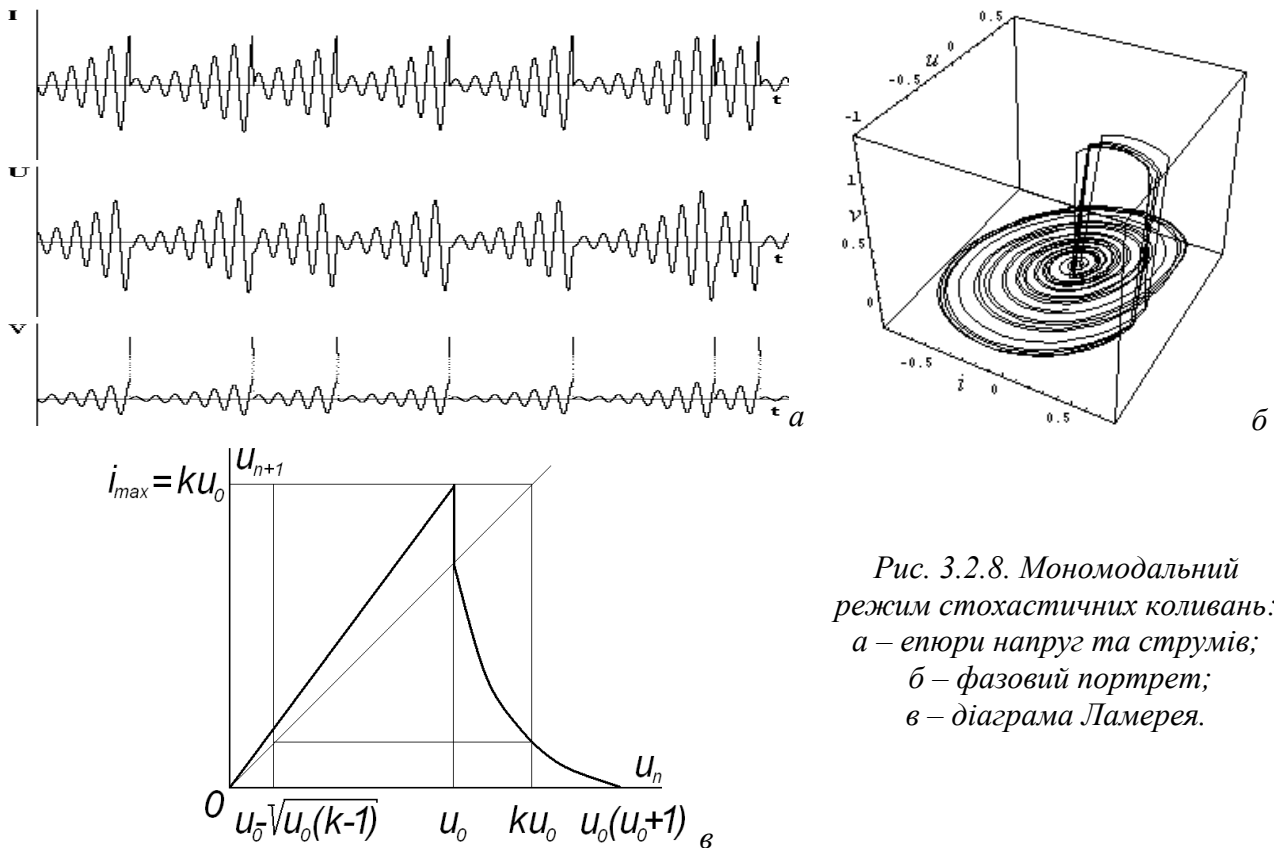 I
t
U
t
V
t
а
0.5
0
u
-0.5
-1
1
v
0.5
0
-0.5
i
0
0.5
б
i_max = ku_0
u_{n+1}
u_n
0
u_0-√u_0(k-1)
u_0
ku_0
u_0(u_0+1)
в
Рис. 3.2.8. Мономодальний
режим стохастичних коливань:
а – епюри напруг та струмів;
б – фазовий портрет;
в – діаграма Ламерея.